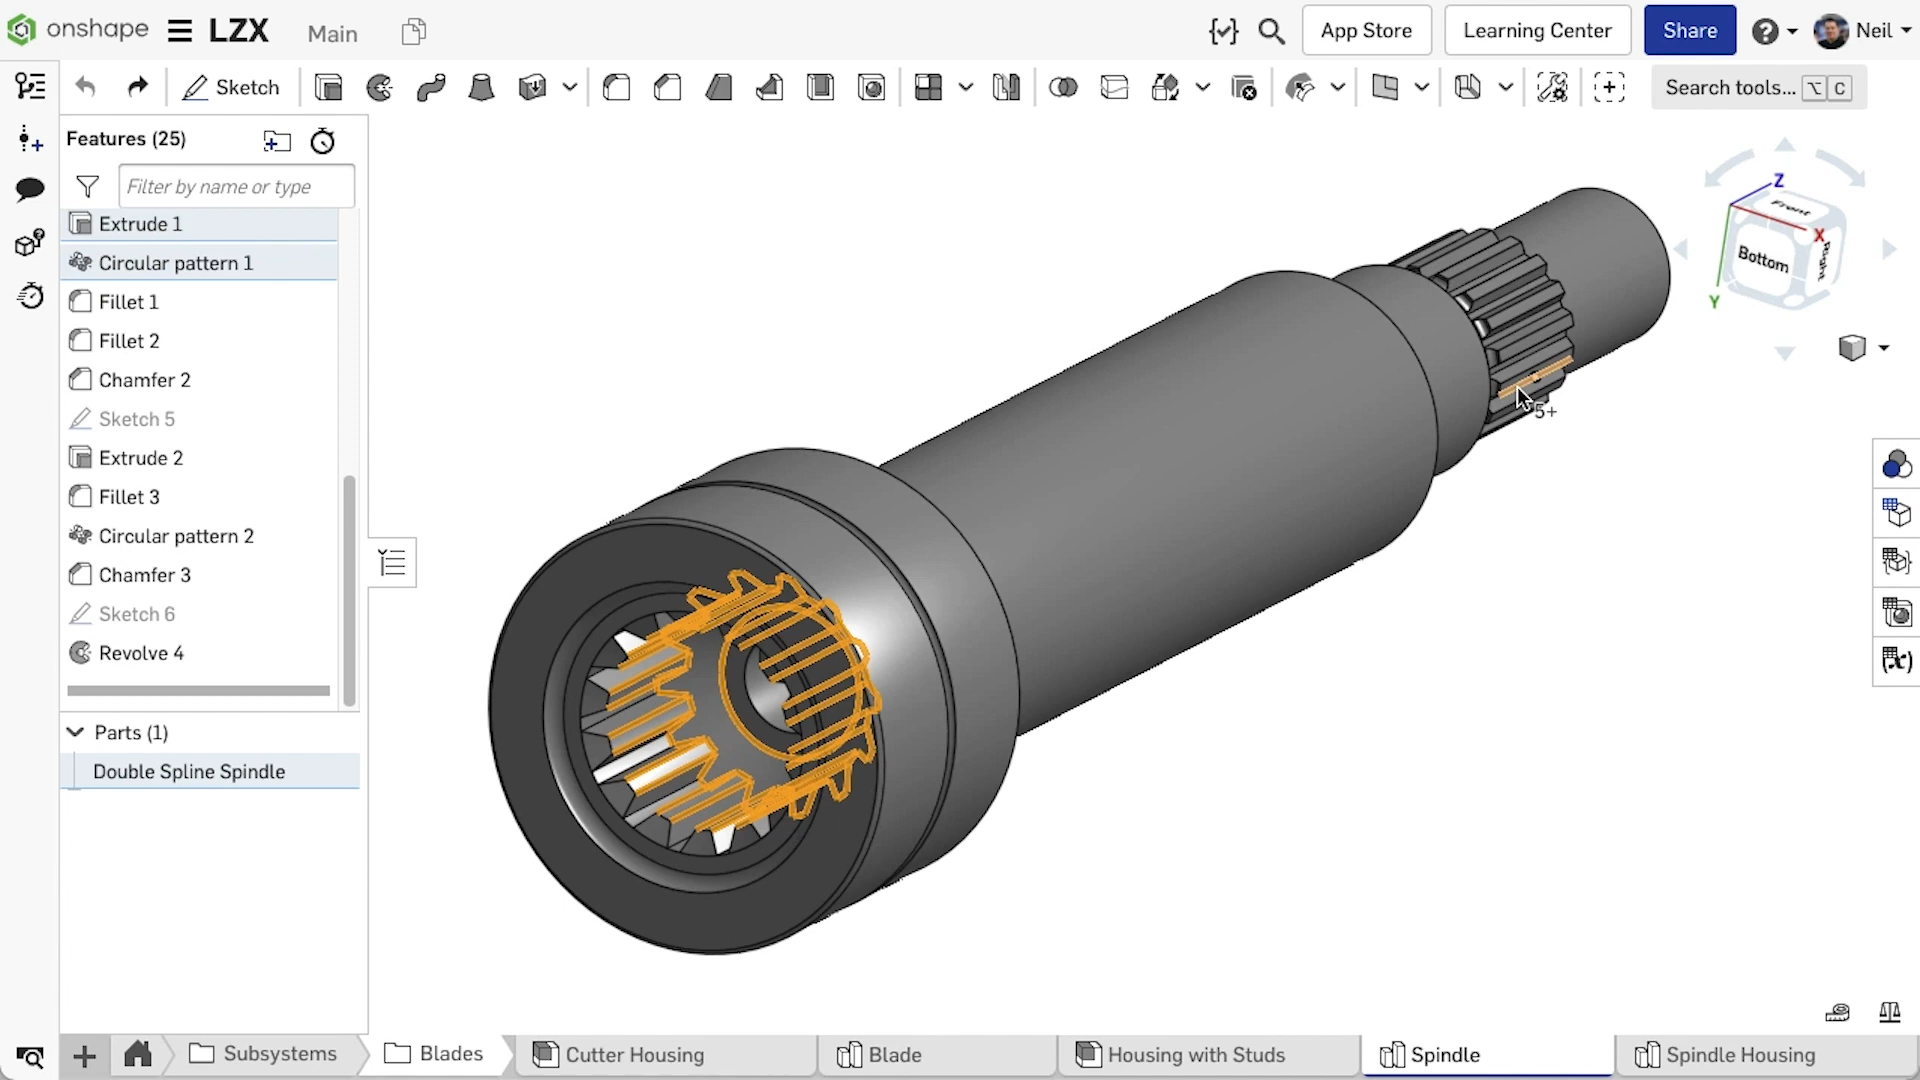 onshape LZX Main App Store Learning Center Share Neil
Sketch Search tools... ⌥ C
Features (25)
Filter by name or type
Extrude 1
Circular pattern 1
Fillet 1
Fillet 2
Chamfer 2
Sketch 5
Extrude 2
Fillet 3
Circular pattern 2
Chamfer 3
Sketch 6
Revolve 4
Parts (1)
Double Spline Spindle
Z
Front
X
Bottom
Right
Y
5+
Subsystems Blades Cutter Housing Blade Housing with Studs Spindle Spindle Housing